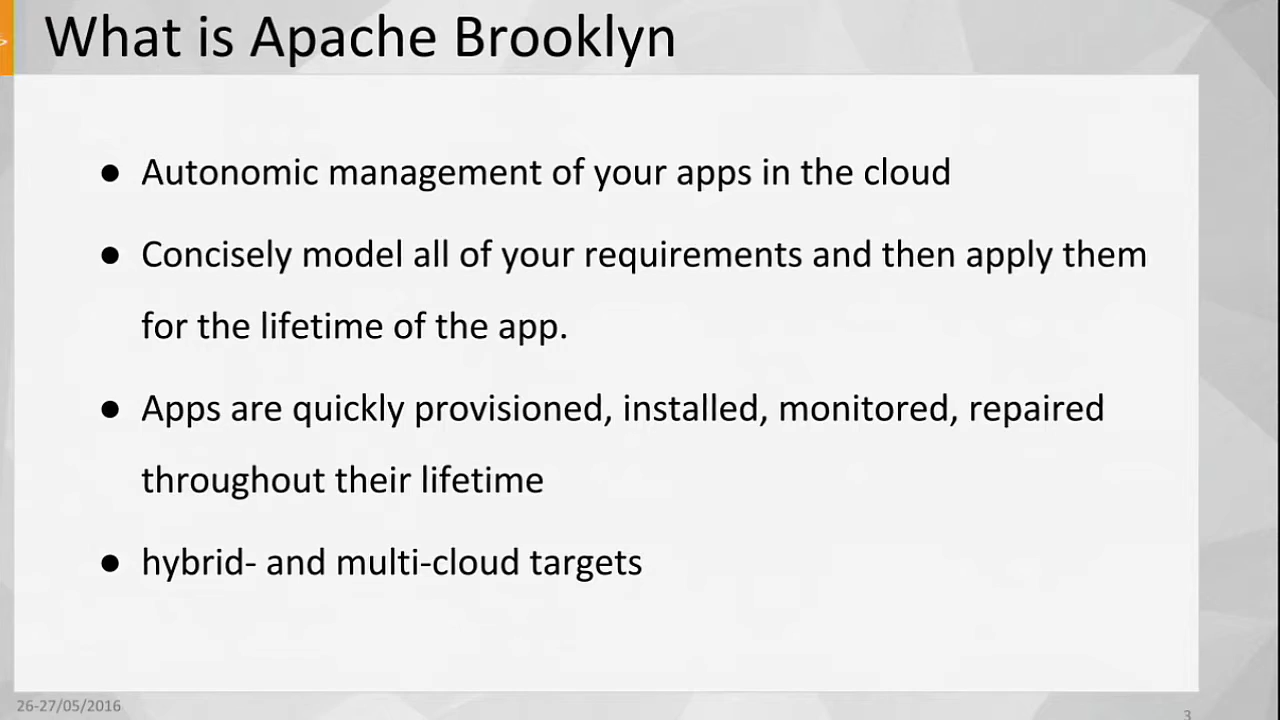 What is Apache Brooklyn
● Autonomic management of your apps in the cloud
● Concisely model all of your requirements and then apply them
for the lifetime of the app.
● Apps are quickly provisioned, installed, monitored, repaired
throughout their lifetime
● hybrid- and multi-cloud targets
26-27/05/2016
3